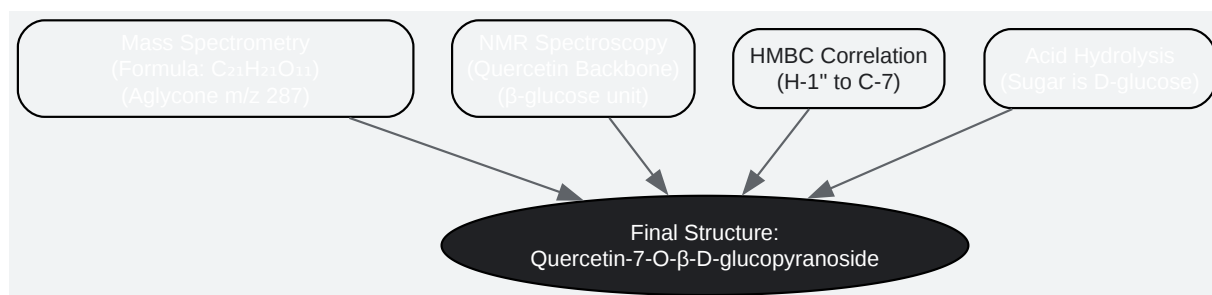 Mass Spectrometry
(Formula: C₂₁H₂₁O₁₁)
(Aglycone m/z 287)
NMR Spectroscopy
(Quercetin Backbone)
(β-glucose unit)
HMBC Correlation
(H-1" to C-7)
Acid Hydrolysis
(Sugar is D-glucose)
Final Structure:
Quercetin-7-O-β-D-glucopyranoside